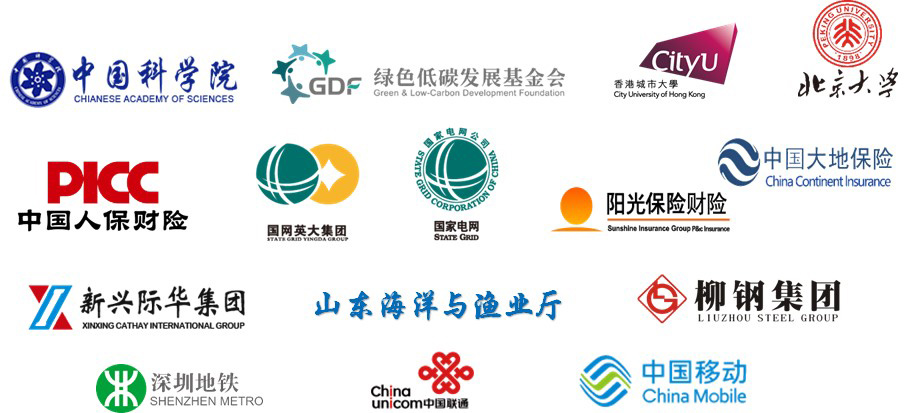 中国科学院
CHIANESE ACADEMY OF SCIENCES
GDF
绿色低碳发展基金会
Green & Low-Carbon Development Foundation
CityU
香港城市大學
City University of Hong Kong
PEKING UNIVERSITY
1898
北京大学
PICC
中国人保财险
国网英大集团
STATE GRID YINGDA GROUP
国家电网公司
STATE GRID CORPORATION OF CHINA
国家电网
STATE GRID
阳光保险财险
Sunshine Insurance Group P&c Insurance
中国大地保险
China Continent Insurance
新兴际华集团
XINXING CATHAY INTERNATIONAL GROUP
山东海洋与渔业厅
柳钢集团
LIUZHOU STEEL GROUP
深圳地铁
SHENZHEN METRO
China
unicom中国联通
中国移动
China Mobile